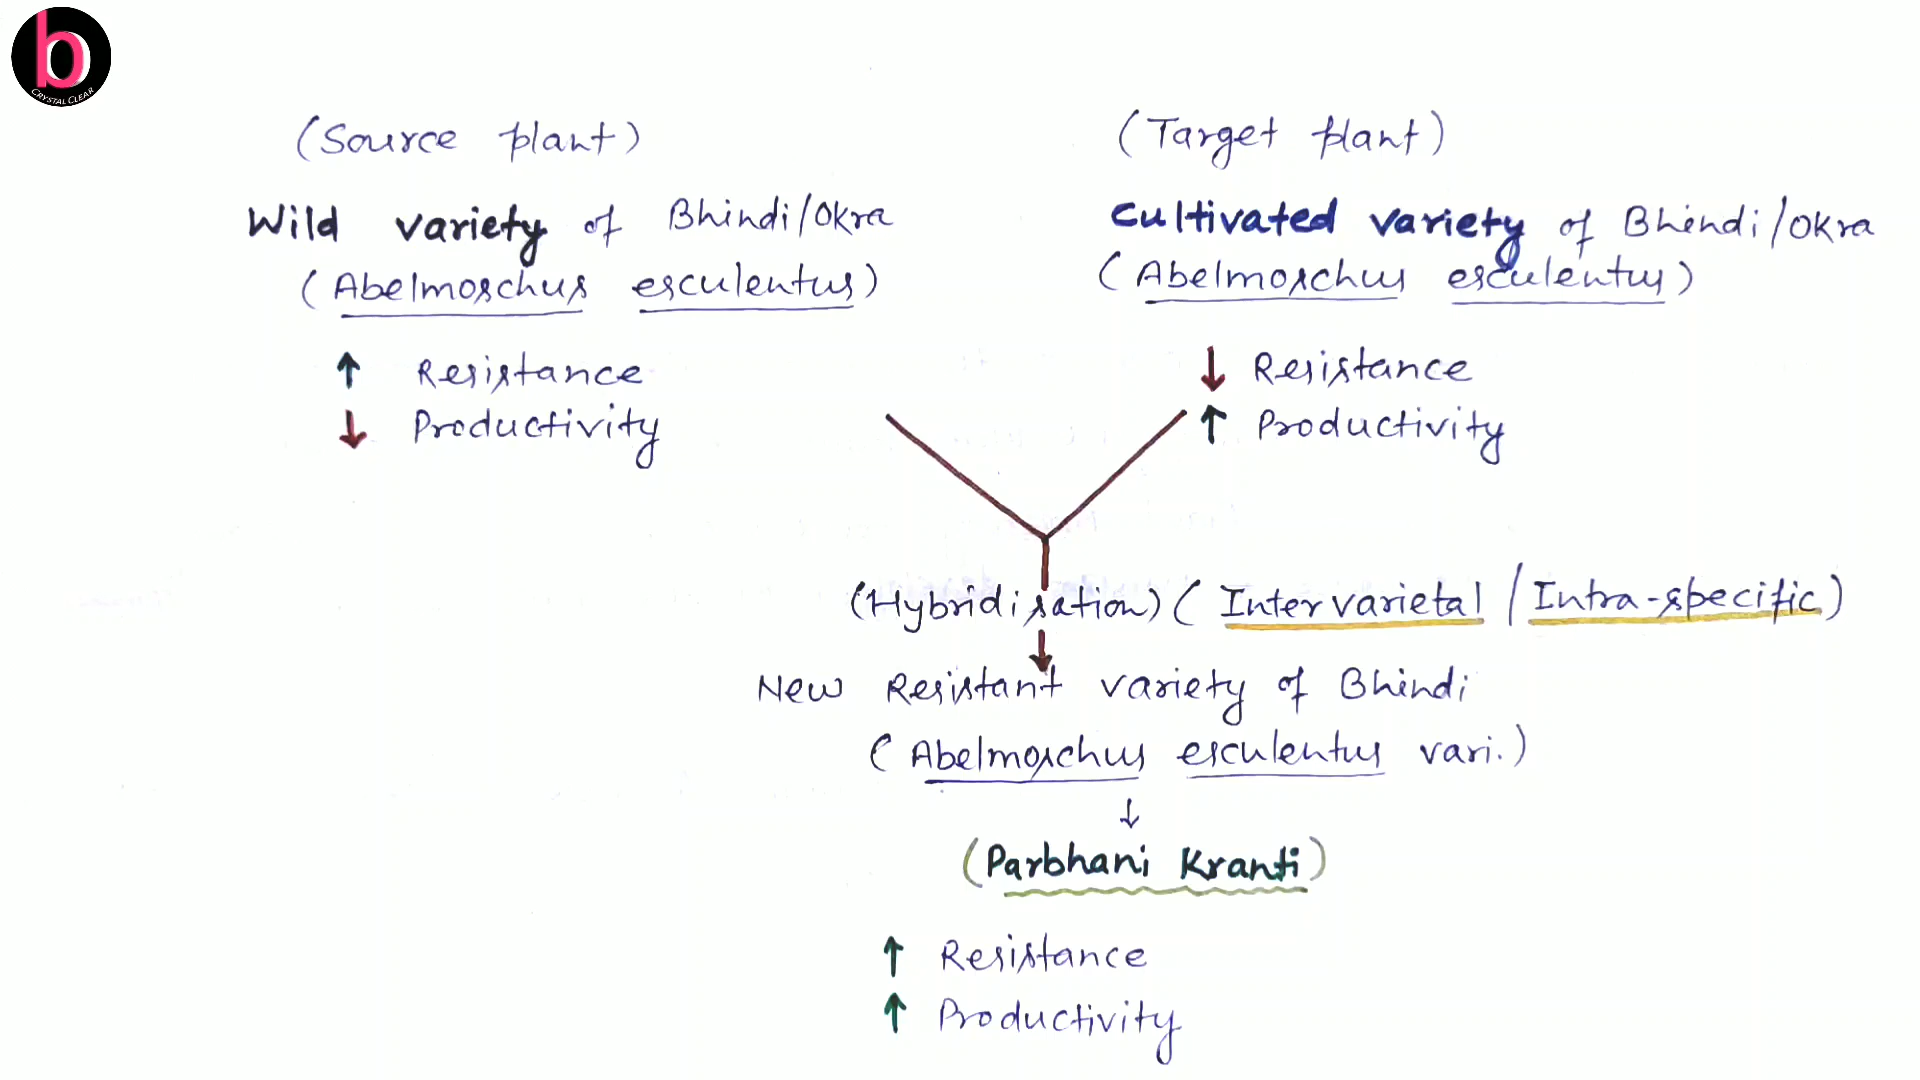 b
CRYSTAL CLEAR
(Source plant)
Wild variety of Bhindi/Okra
(Abelmoschus esculentus)
↑ Resistance
↓ Productivity
(Target plant)
Cultivated variety of Bhindi/Okra
(Abelmoschus esculentus)
↓ Resistance
↑ Productivity
(Hybridisation) (Intervarietal / Intra-specific)
New Resistant variety of Bhindi
(Abelmoschus esculentus vari.)
↓
(Parbhani Kranti)
↑ Resistance
↑ Productivity